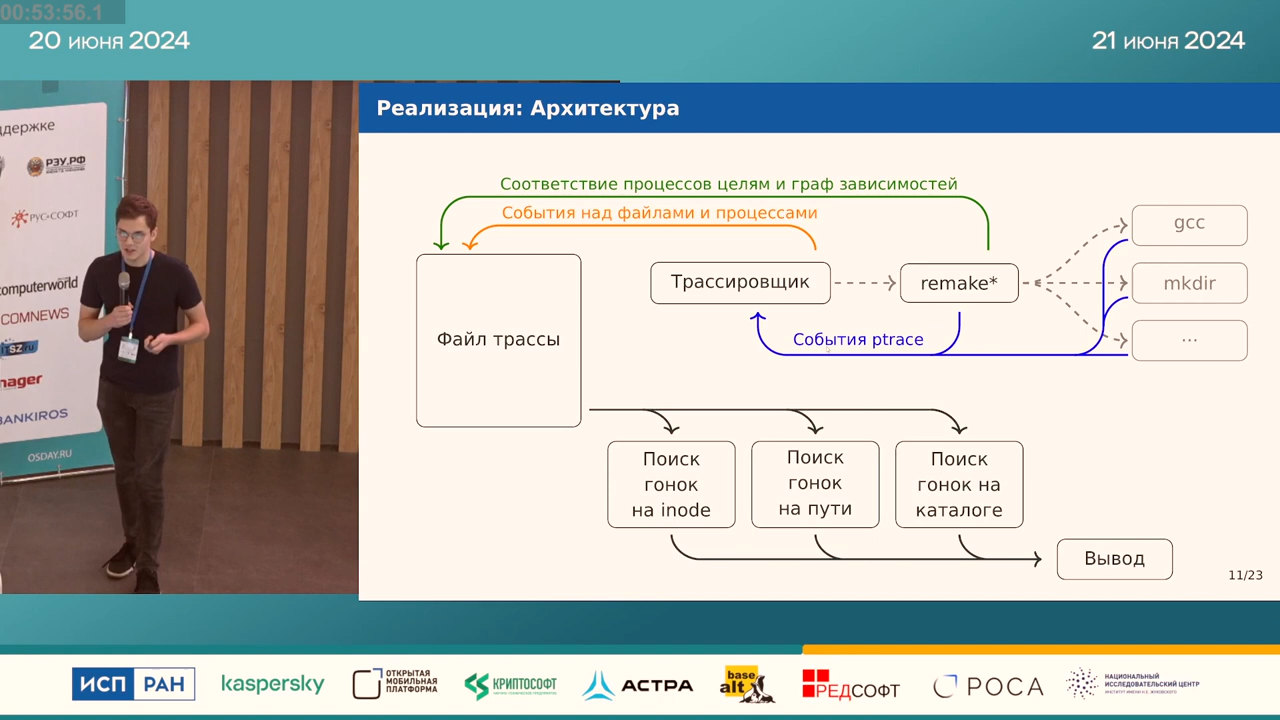 00:53:56.1
20 июня 2024
21 июня 2024
ддержке
РЗУ.РФ
РУС•СОФТ
computerworld
COMNEWS
SZ.ru
nager
BANKIROS
OSDAY.RU
Реализация: Архитектура
Соответствие процессов целям и граф зависимостей
События над файлами и процессами
Файл трассы
Трассировщик
remake*
gcc
mkdir
...
События ptrace
Поиск
гонок
на inode
Поиск
гонок
на пути
Поиск
гонок на
каталоге
Вывод
11/23
ИСП РАН
kaspersky
ОТКРЫТАЯ
МОБИЛЬНАЯ
ПЛАТФОРМА
КРИПТОСОФТ
АСТРА
base
alt
РЕДСОФТ
РОСА
НАЦИОНАЛЬНЫЙ
ИССЛЕДОВАТЕЛЬСКИЙ ЦЕНТР